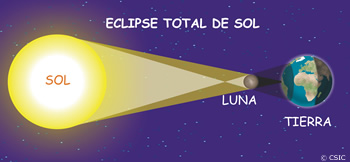 ECLIPSE TOTAL DE SOL
SOL
LUNA
TIERRA
© CSIC